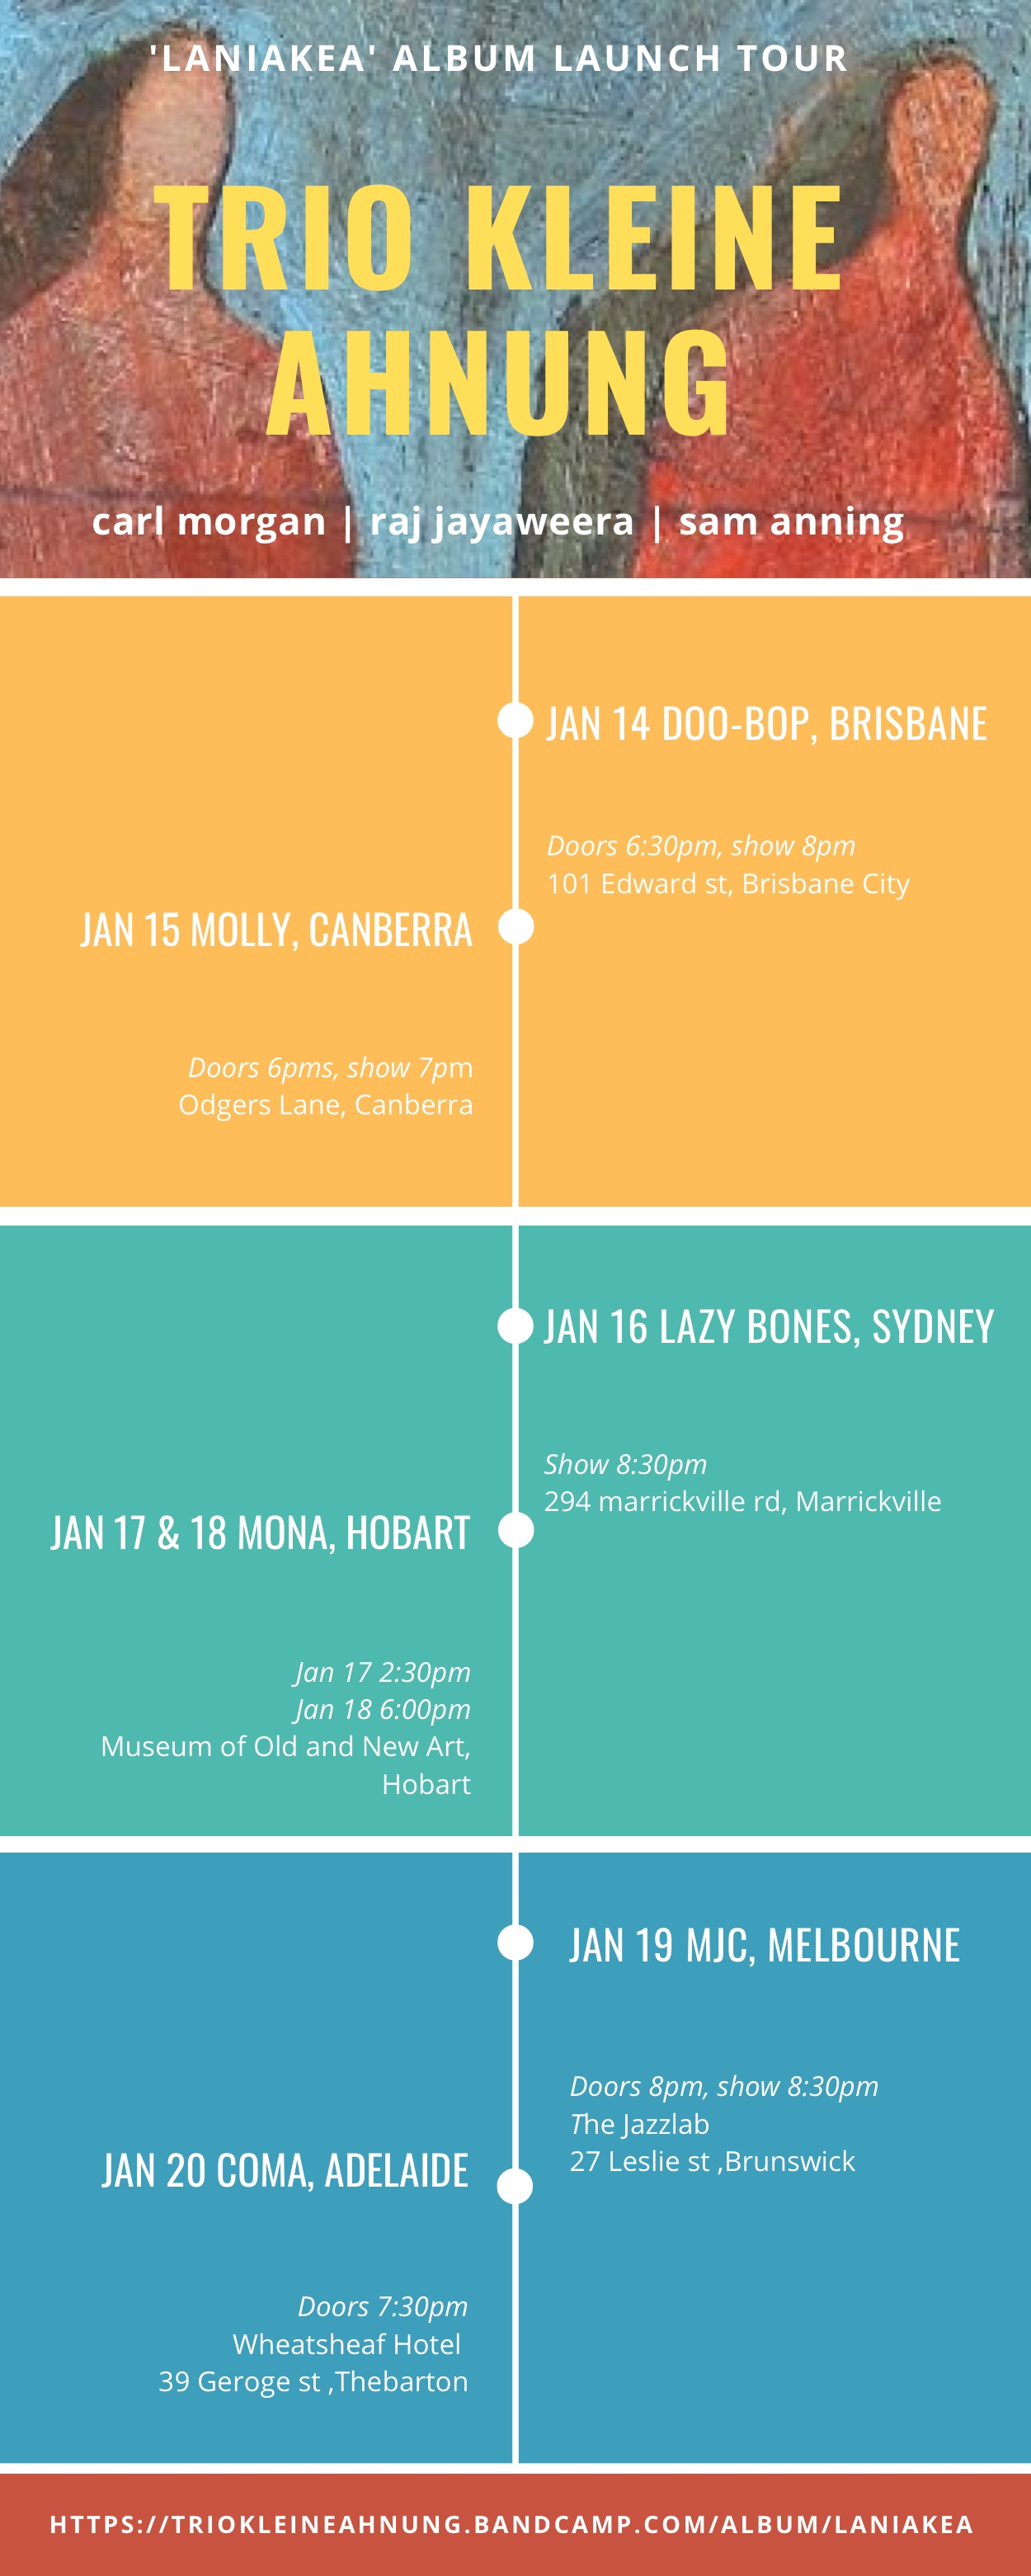 'LANIAKEA' ALBUM LAUNCH TOUR
TRIO KLEINE
AHNUNG
carl morgan | raj jayaweera | sam anning
JAN 14 DOO-BOP, BRISBANE
Doors 6:30pm, show 8pm
101 Edward st, Brisbane City
JAN 15 MOLLY, CANBERRA
Doors 6pms, show 7pm
Odgers Lane, Canberra
JAN 16 LAZY BONES, SYDNEY
Show 8:30pm
294 marrickville rd, Marrickville
JAN 17 & 18 MONA, HOBART
Jan 17 2:30pm
Jan 18 6:00pm
Museum of Old and New Art,
Hobart
JAN 19 MJC, MELBOURNE
Doors 8pm, show 8:30pm
The Jazzlab
27 Leslie st ,Brunswick
JAN 20 COMA, ADELAIDE
Doors 7:30pm
Wheatsheaf Hotel
39 Geroge st ,Thebarton
HTTPS://TRIOKLEINEAHNUNG.BANDCAMP.COM/ALBUM/LANIAKEA